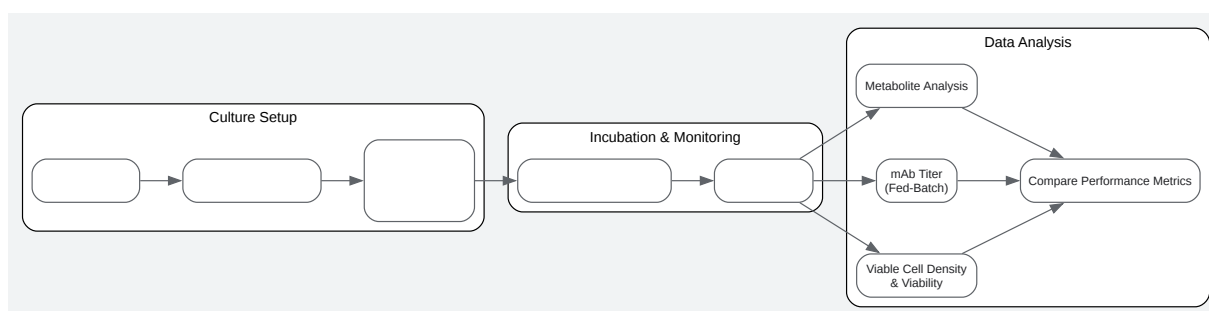 Culture Setup
Incubation & Monitoring
Data Analysis
Metabolite Analysis
mAb Titer
(Fed-Batch)
Viable Cell Density
& Viability
Compare Performance Metrics